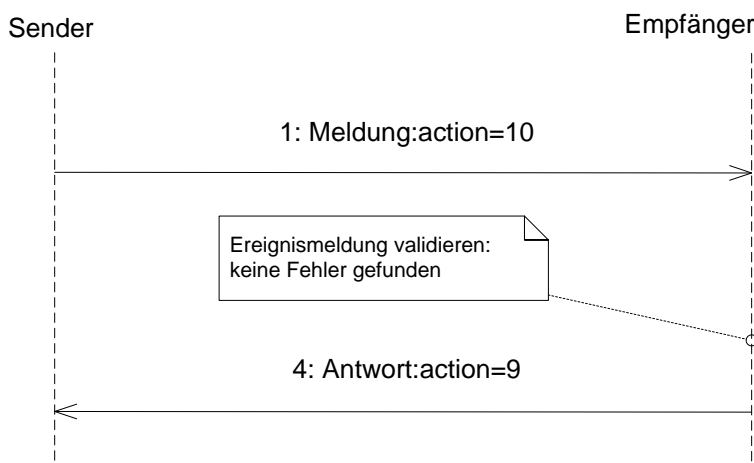 Sender
Empfänger
1: Meldung:action=10
Ereignismeldung validieren:
keine Fehler gefunden
4: Antwort:action=9